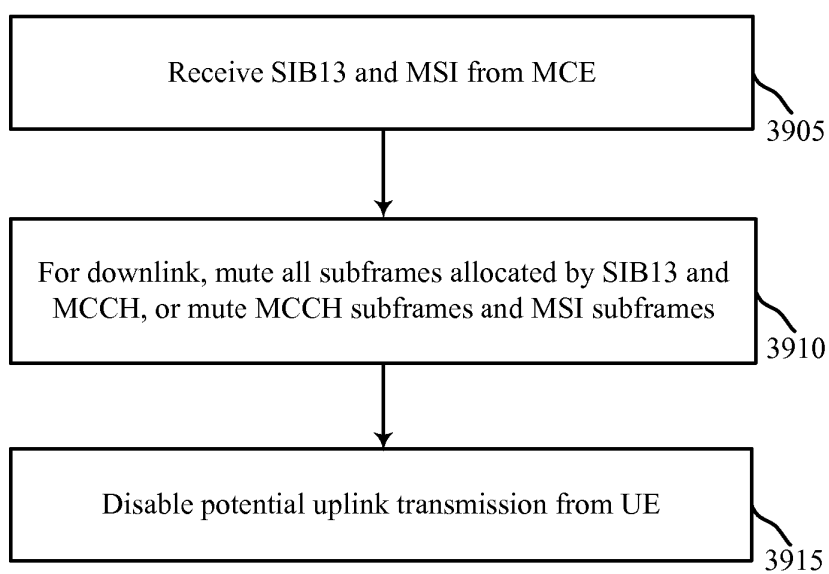 Receive SIB13 and MSI from MCE
3905
For downlink, mute all subframes allocated by SIB13 and
MCCH, or mute MCCH subframes and MSI subframes
3910
Disable potential uplink transmission from UE
3915